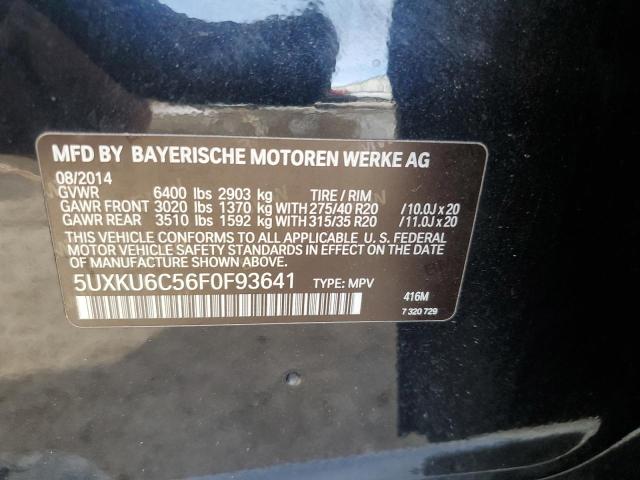 MFD BY BAYERISCHE MOTOREN WERKE AG
08/2014
GVWR 6400 lbs 2903 kg TIRE / RIM
GAWR FRONT 3020 lbs 1370 kg WITH 275/40 R20 /10.0J x 20
GAWR REAR 3510 lbs 1592 kg WITH 315/35 R20 /11.0J x 20
THIS VEHICLE CONFORMS TO ALL APPLICABLE U. S. FEDERAL
MOTOR VEHICLE SAFETY STANDARDS IN EFFECT ON THE DATE OF
MANUFACTURE SHOWN ABOVE.
5UXKU6C56F0F93641 TYPE: MPV
416M
7 320 729